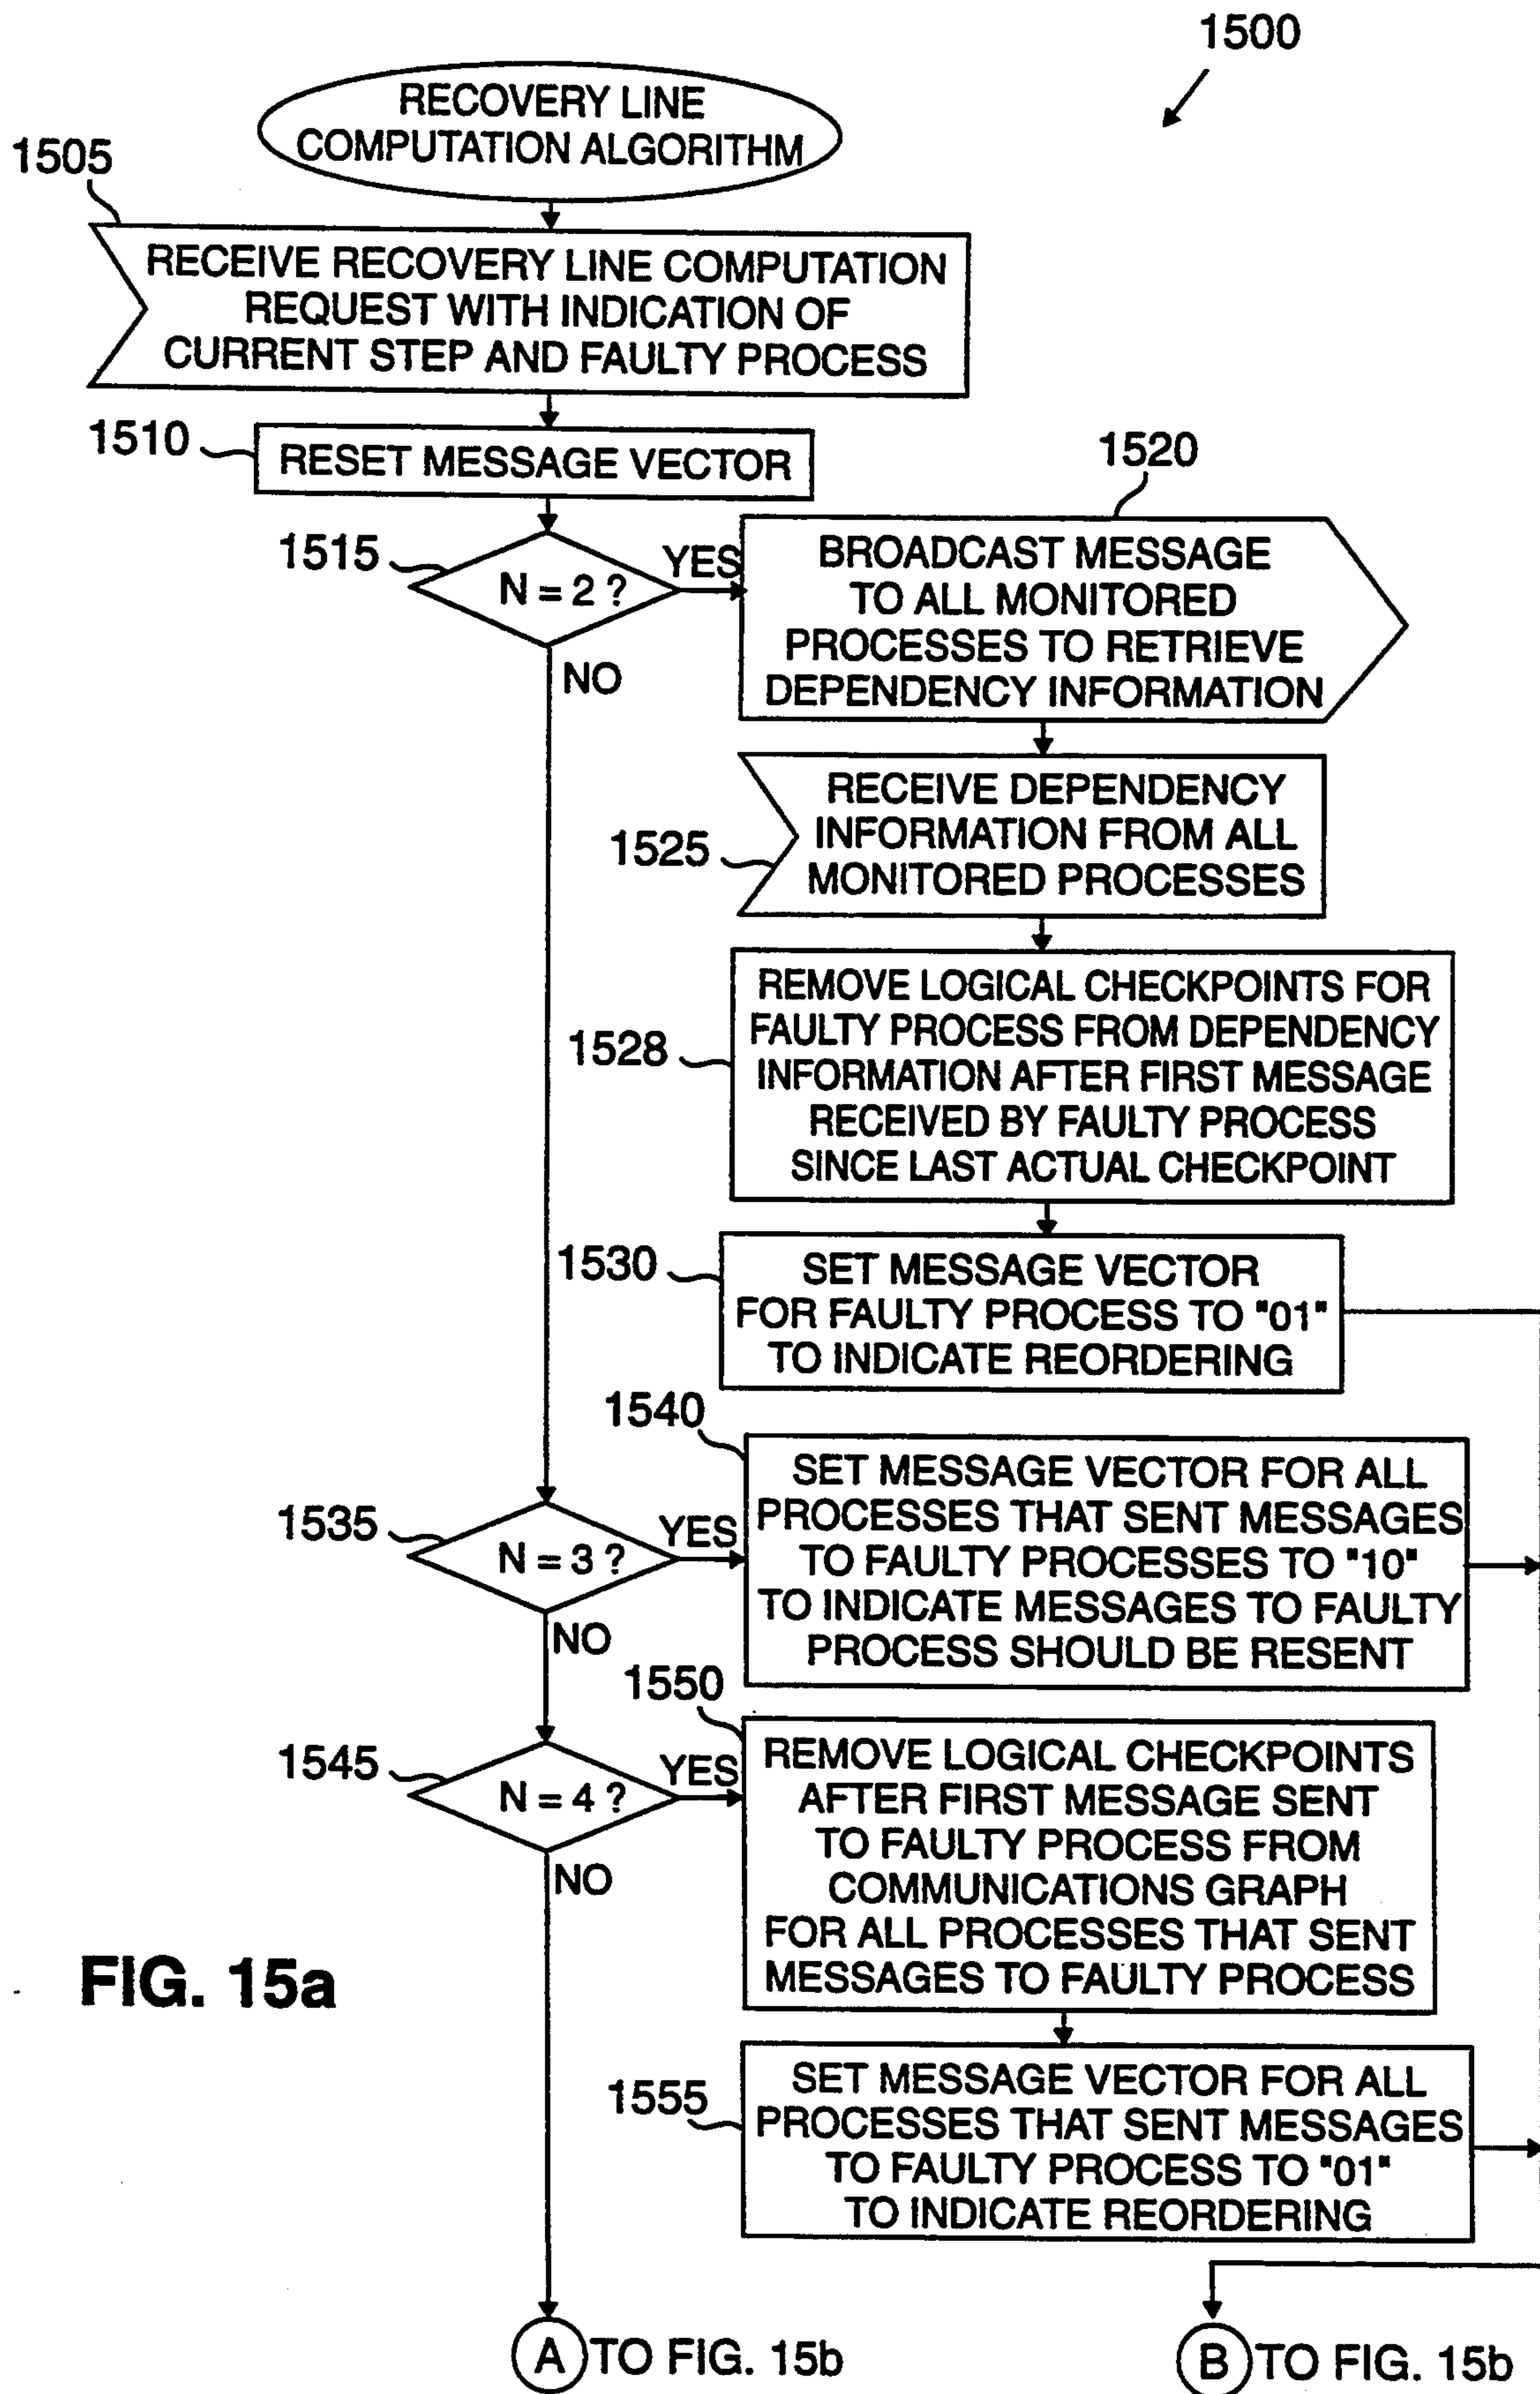 1500
RECOVERY LINE
COMPUTATION ALGORITHM
1505
RECEIVE RECOVERY LINE COMPUTATION
REQUEST WITH INDICATION OF
CURRENT STEP AND FAULTY PROCESS
1510
RESET MESSAGE VECTOR
1515
N = 2 ?
YES
NO
1520
BROADCAST MESSAGE
TO ALL MONITORED
PROCESSES TO RETRIEVE
DEPENDENCY INFORMATION
1525
RECEIVE DEPENDENCY
INFORMATION FROM ALL
MONITORED PROCESSES
1528
REMOVE LOGICAL CHECKPOINTS FOR
FAULTY PROCESS FROM DEPENDENCY
INFORMATION AFTER FIRST MESSAGE
RECEIVED BY FAULTY PROCESS
SINCE LAST ACTUAL CHECKPOINT
1530
SET MESSAGE VECTOR
FOR FAULTY PROCESS TO "01"
TO INDICATE REORDERING
1535
N = 3 ?
YES
NO
1540
SET MESSAGE VECTOR FOR ALL
PROCESSES THAT SENT MESSAGES
TO FAULTY PROCESSES TO "10"
TO INDICATE MESSAGES TO FAULTY
PROCESS SHOULD BE RESENT
1545
N = 4 ?
YES
NO
1550
REMOVE LOGICAL CHECKPOINTS
AFTER FIRST MESSAGE SENT
TO FAULTY PROCESS FROM
COMMUNICATIONS GRAPH
FOR ALL PROCESSES THAT SENT
MESSAGES TO FAULTY PROCESS
FIG. 15a
1555
SET MESSAGE VECTOR FOR ALL
PROCESSES THAT SENT MESSAGES
TO FAULTY PROCESS TO "01"
TO INDICATE REORDERING
A TO FIG. 15b
B TO FIG. 15b